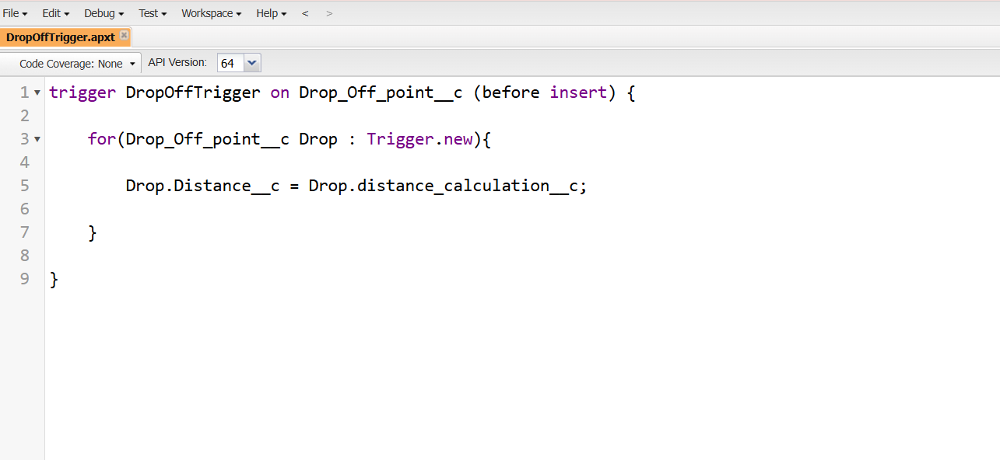 File Edit Debug Test Workspace Help < >
DropOffTrigger.apxt
Code Coverage: None API Version: 64
1 trigger DropOffTrigger on Drop_Off_point__c (before insert) {
2
3 for(Drop_Off_point__c Drop : Trigger.new){
4
5 Drop.Distance__c = Drop.distance_calculation__c;
6
7 }
8
9 }